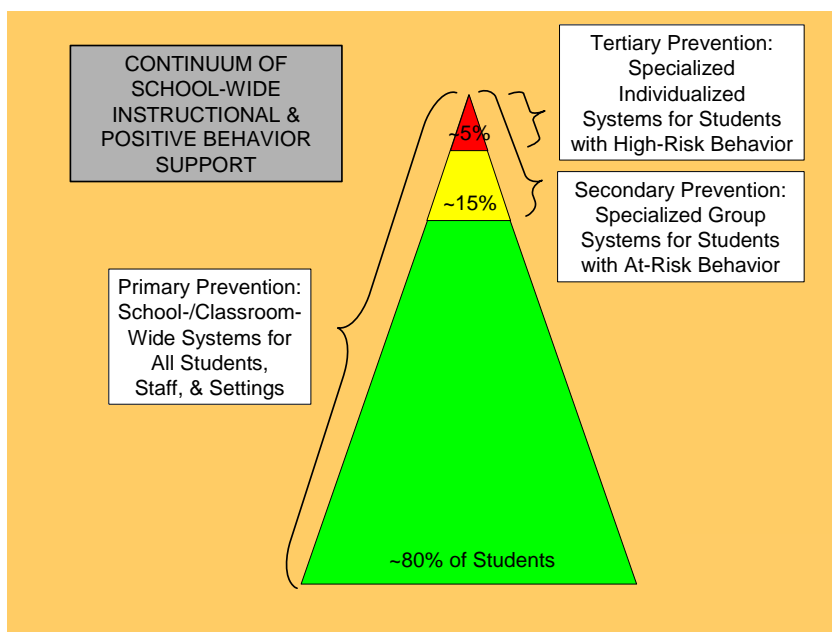 CONTINUUM OF
SCHOOL-WIDE
INSTRUCTIONAL &
POSITIVE BEHAVIOR
SUPPORT
Tertiary Prevention:
Specialized
Individualized
Systems for Students
with High-Risk Behavior
~5%
~15%
Secondary Prevention:
Specialized Group
Systems for Students
with At-Risk Behavior
Primary Prevention:
School-/Classroom-
Wide Systems for
All Students,
Staff, & Settings
~80% of Students